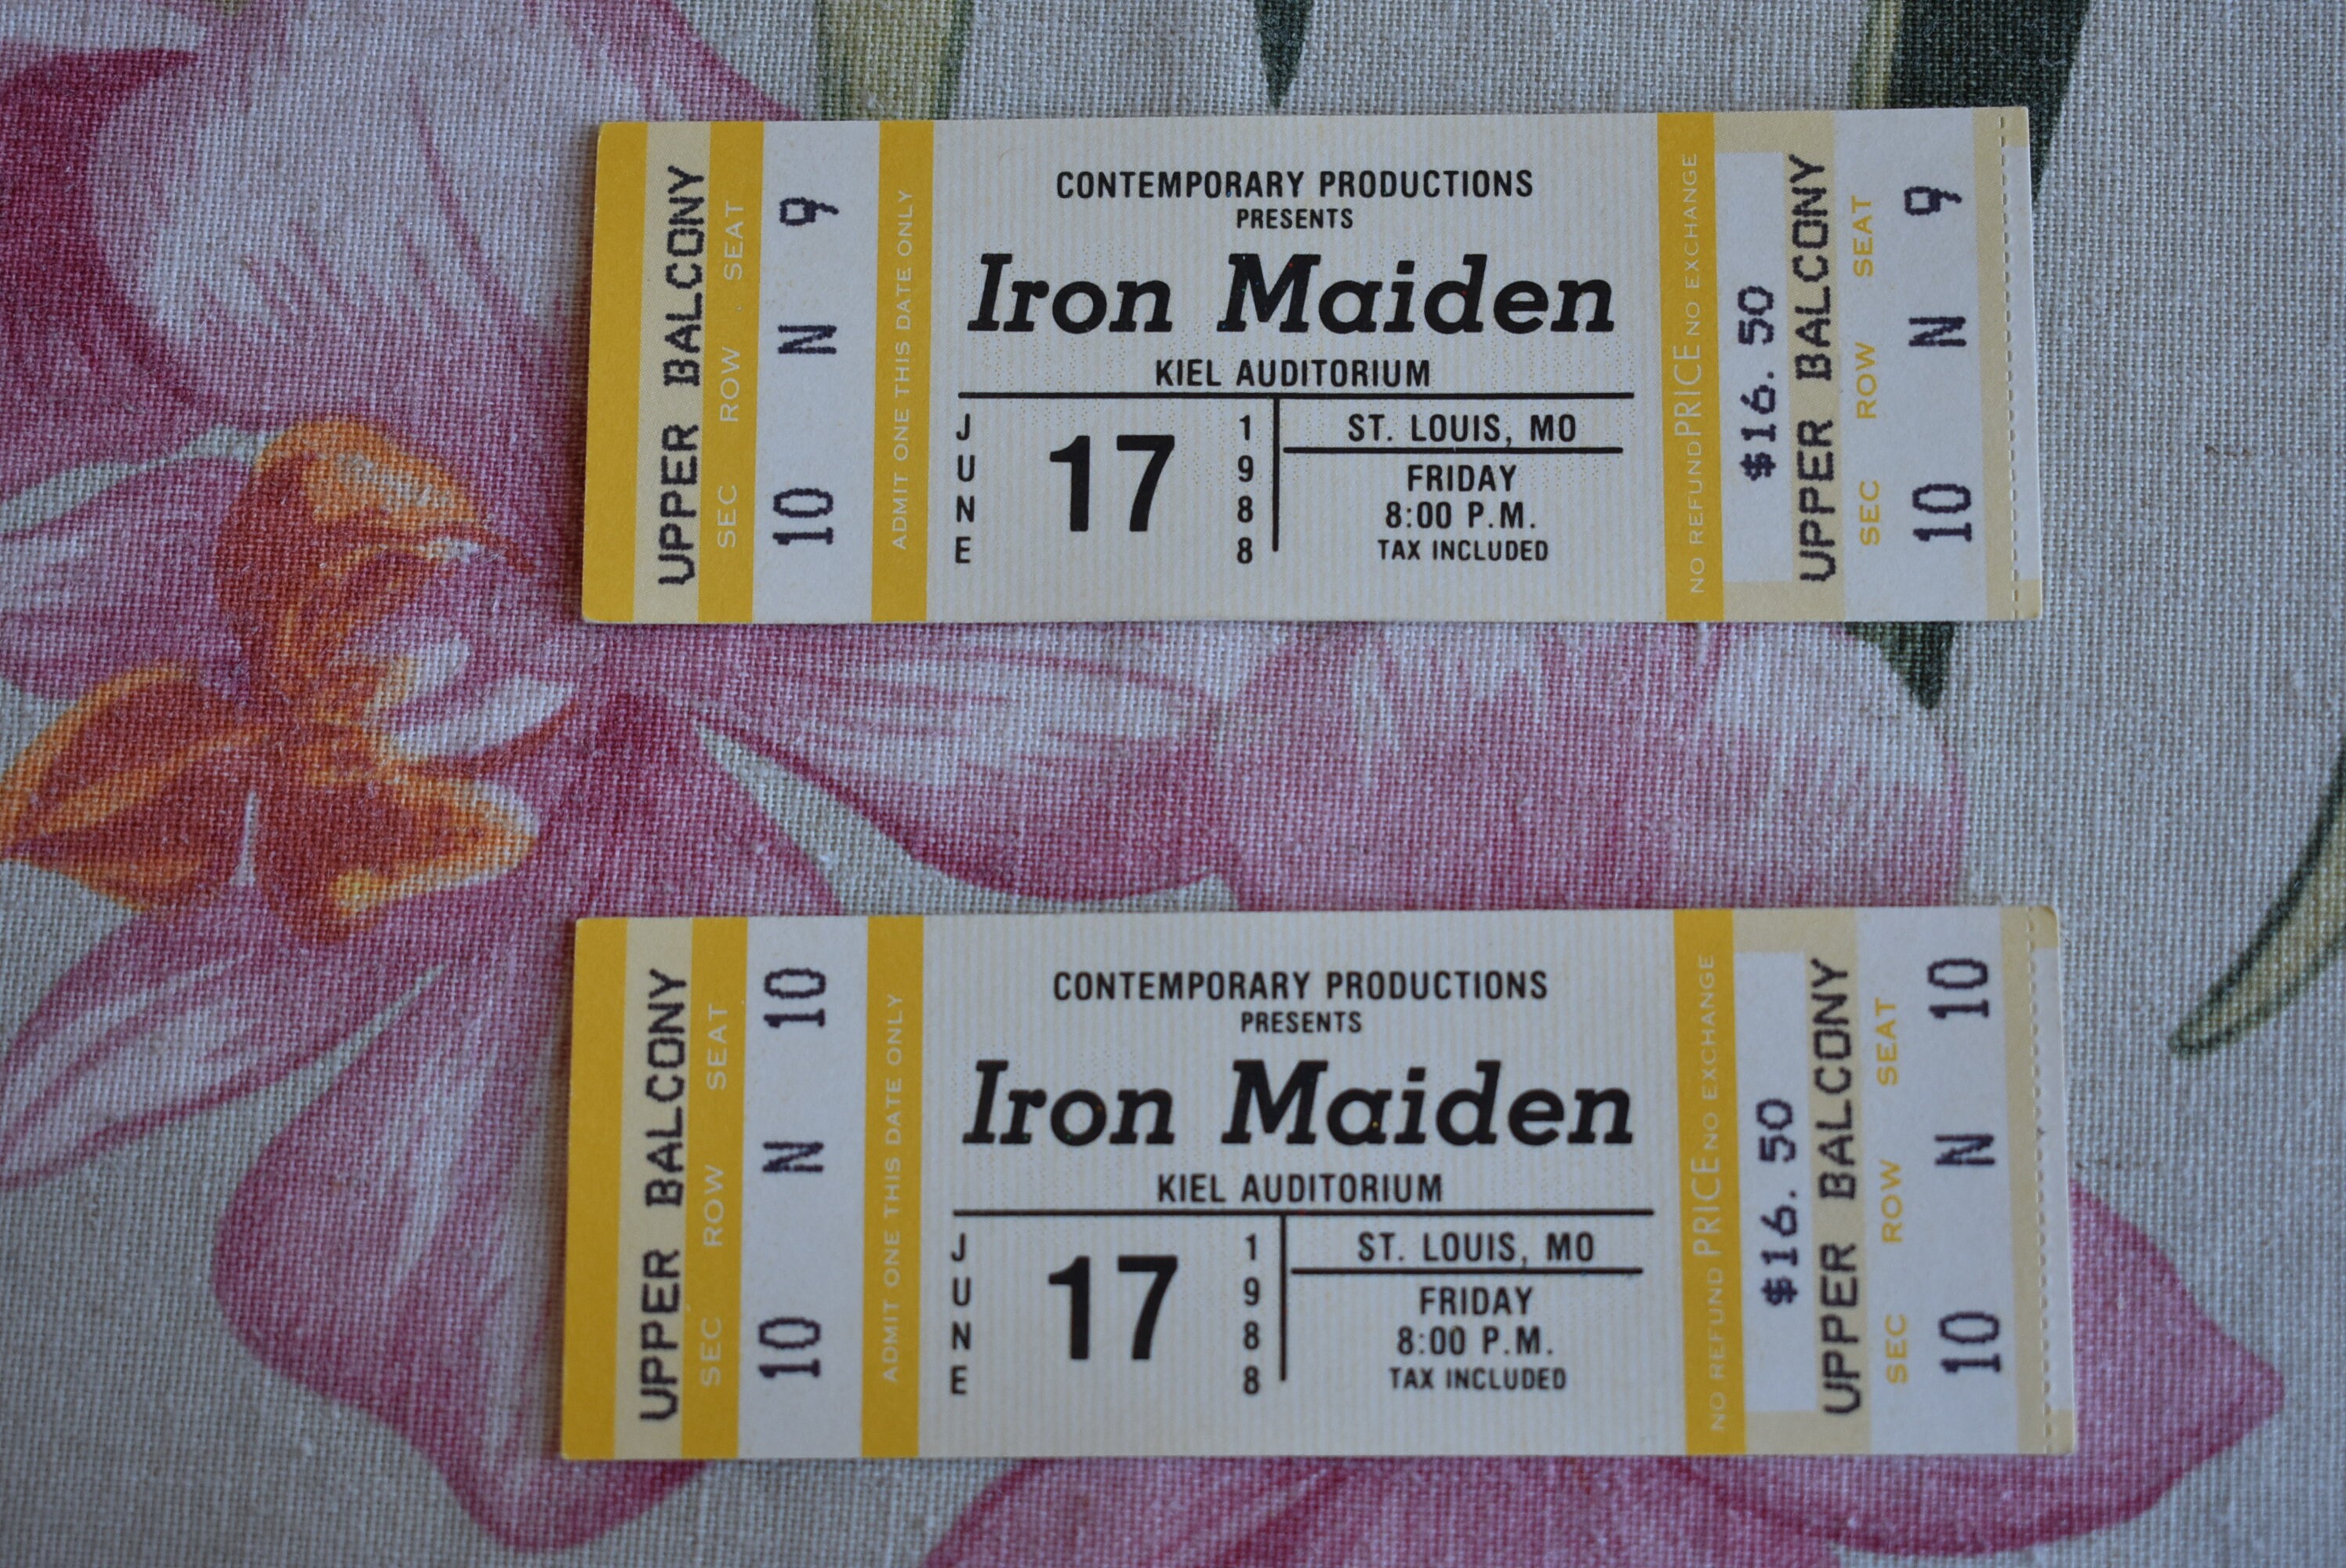 UPPER BALCONY
SEC ROW SEAT
10 N 9
ADMIT ONE THIS DATE ONLY
CONTEMPORARY PRODUCTIONS
PRESENTS
Iron Maiden
KIEL AUDITORIUM
JUNE
17
1988
ST. LOUIS, MO
FRIDAY
8:00 P.M.
TAX INCLUDED
NO REFUND PRICE NO EXCHANGE
$16.50
UPPER BALCONY
SEC ROW SEAT
10 N 9
UPPER BALCONY
SEC ROW SEAT
10 N 10
ADMIT ONE THIS DATE ONLY
CONTEMPORARY PRODUCTIONS
PRESENTS
Iron Maiden
KIEL AUDITORIUM
JUNE
17
1988
ST. LOUIS, MO
FRIDAY
8:00 P.M.
TAX INCLUDED
NO REFUND PRICE NO EXCHANGE
$16.50
UPPER BALCONY
SEC ROW SEAT
10 N 10